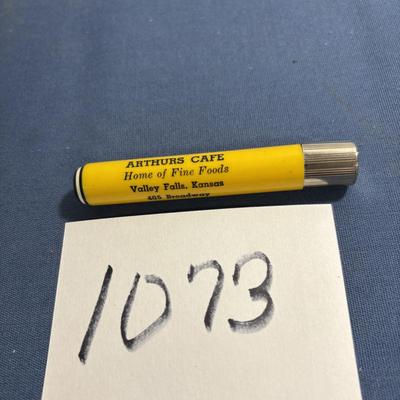 ARTHURS CAFE
Home of Fine Foods
Valley Falls, Kansas
405 Broadway
1073